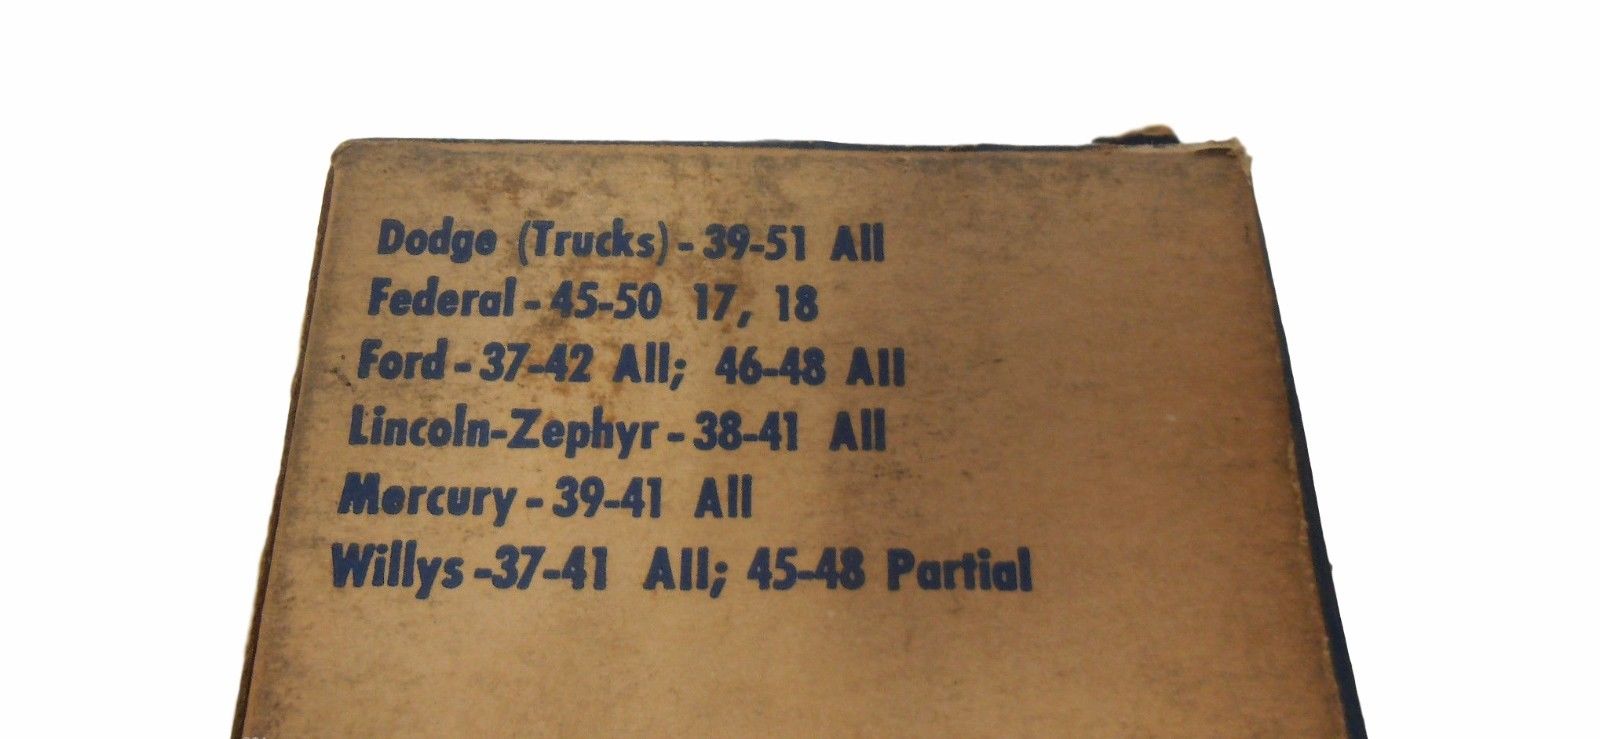 Dodge (Trucks) - 39-51 All
Federal - 45-50 17, 18
Ford - 37-42 All; 46-48 All
Lincoln-Zephyr - 38-41 All
Mercury - 39-41 All
Willys -37-41 All; 45-48 Partial